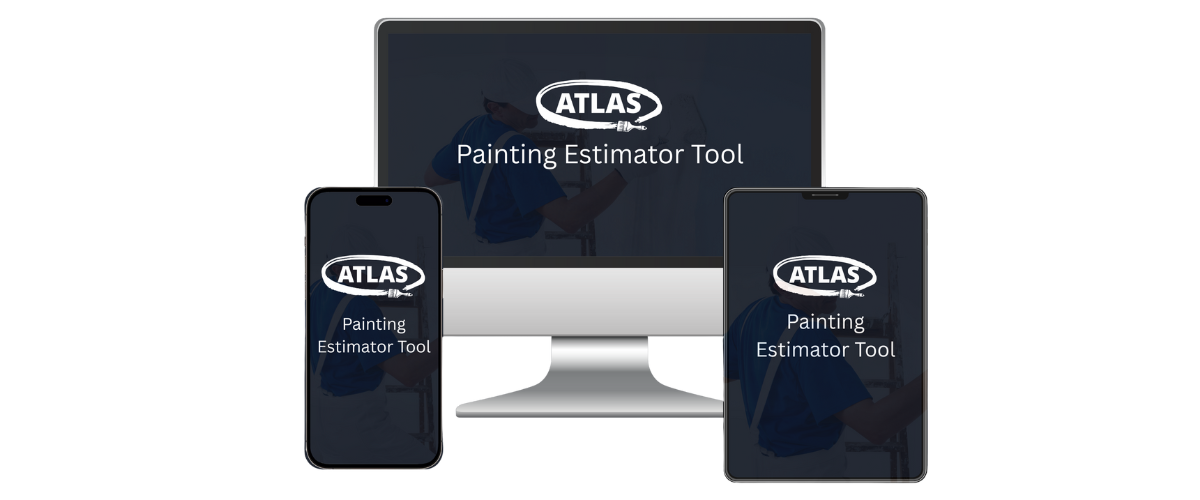 ATLAS
Painting Estimator Tool
ATLAS
Painting
Estimator Tool
ATLAS
Painting
Estimator Tool